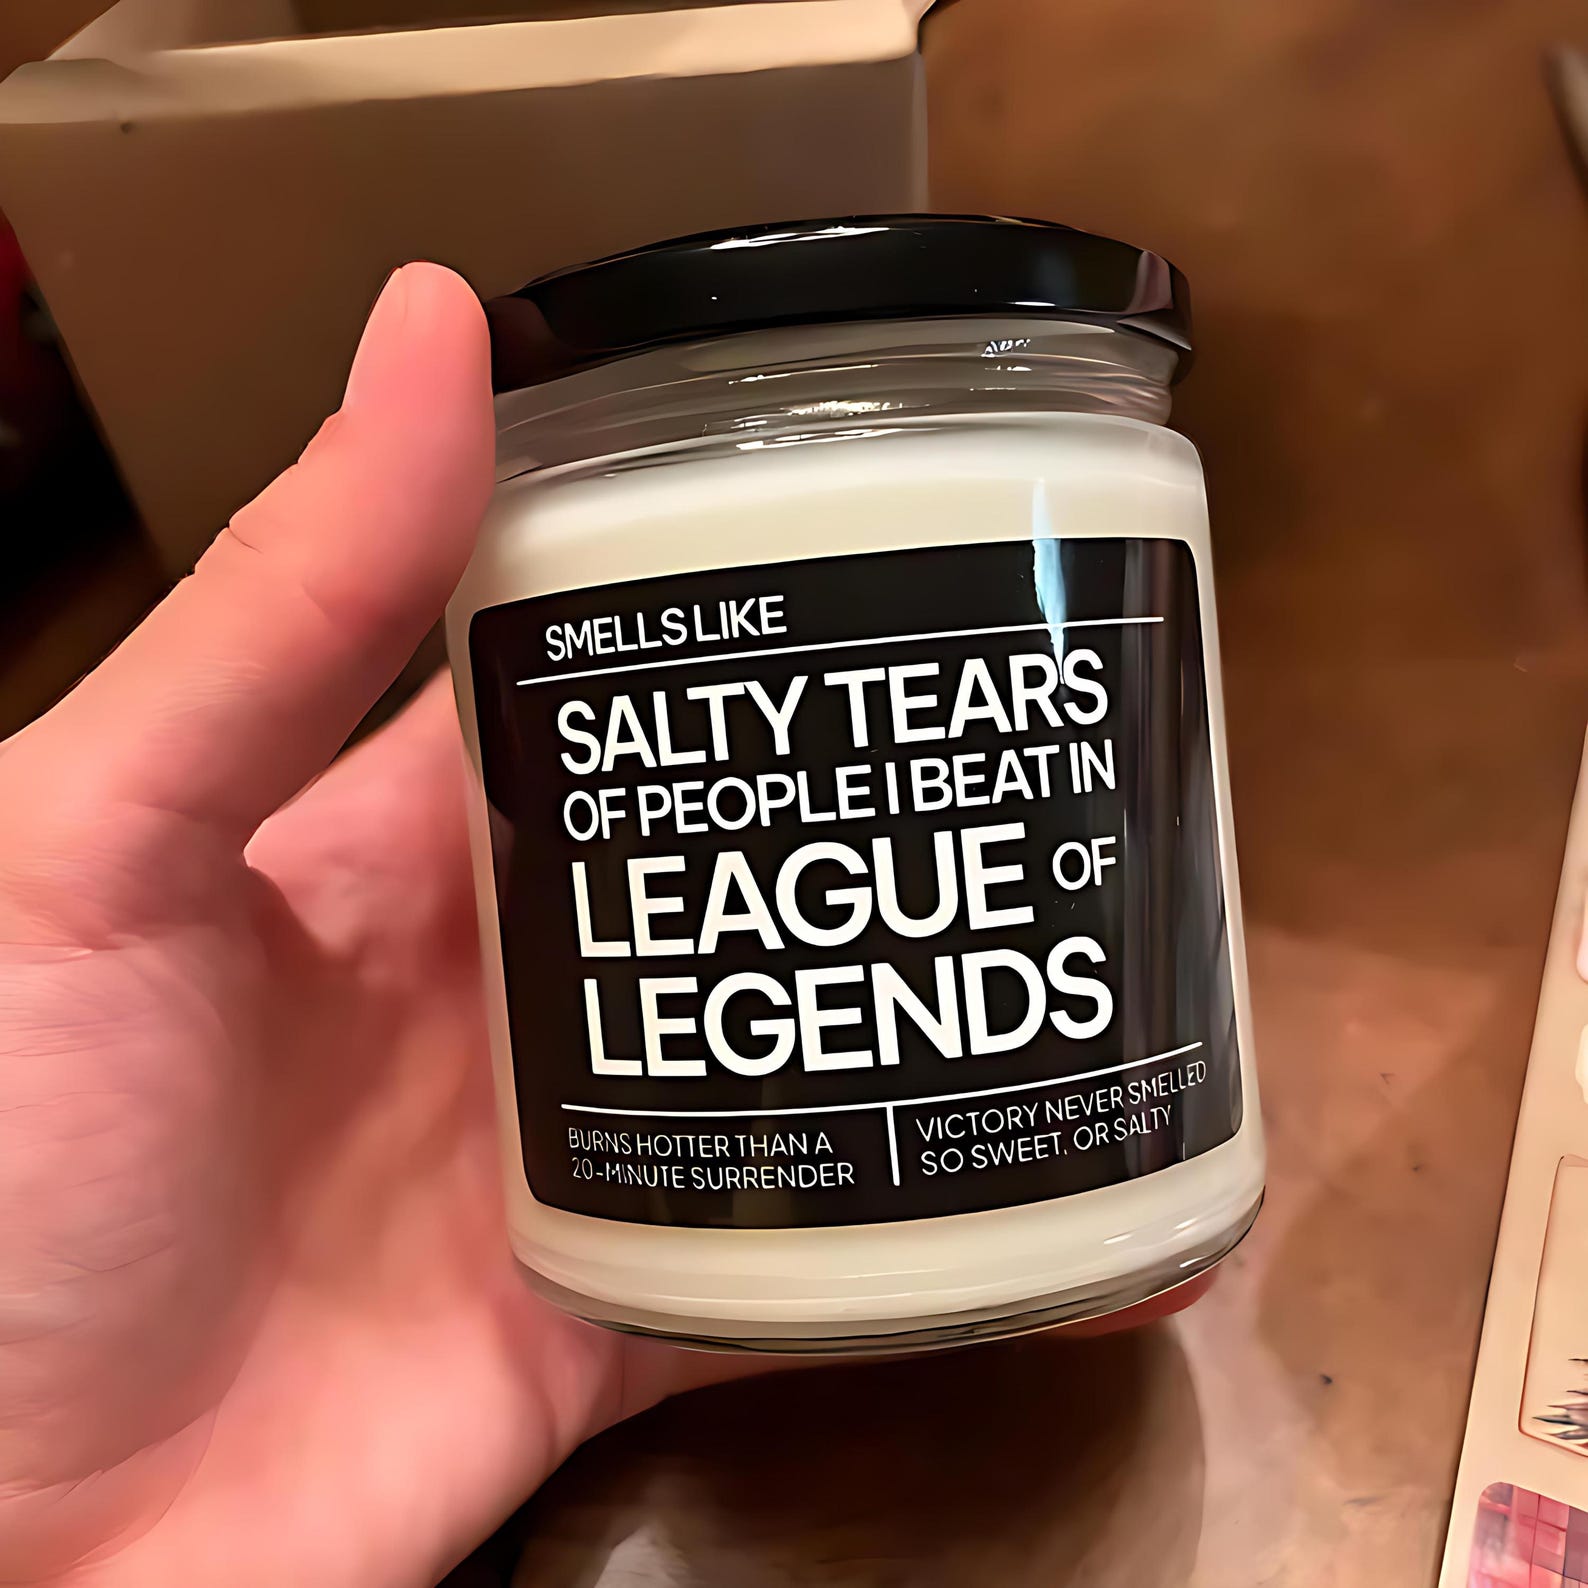 SMELLS LIKE
SALTY TEARS
OF PEOPLE I BEAT IN
LEAGUE OF
LEGENDS
BURNS HOTTER THAN A
20-MINUTE SURRENDER
VICTORY NEVER SMELLED
SO SWEET, OR SALTY